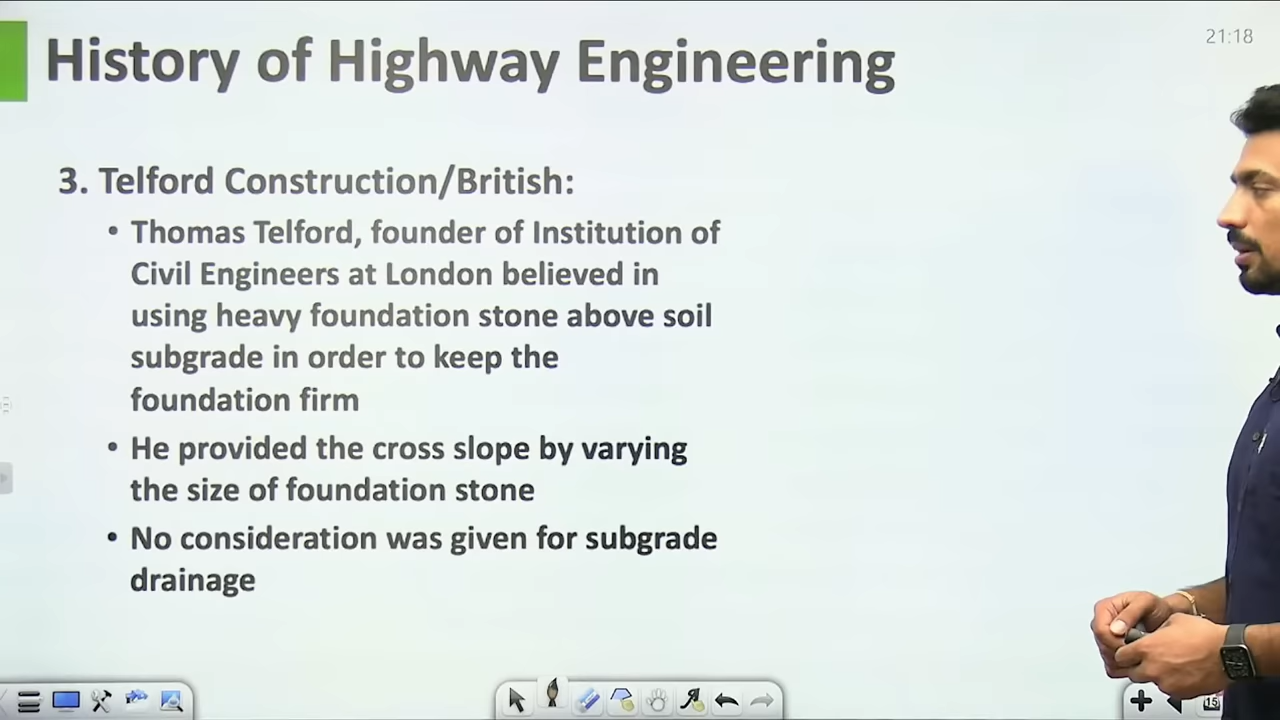 History of Highway Engineering
21:18
3. Telford Construction/British:
• Thomas Telford, founder of Institution of
Civil Engineers at London believed in
using heavy foundation stone above soil
subgrade in order to keep the
foundation firm
• He provided the cross slope by varying
the size of foundation stone
• No consideration was given for subgrade
drainage
15